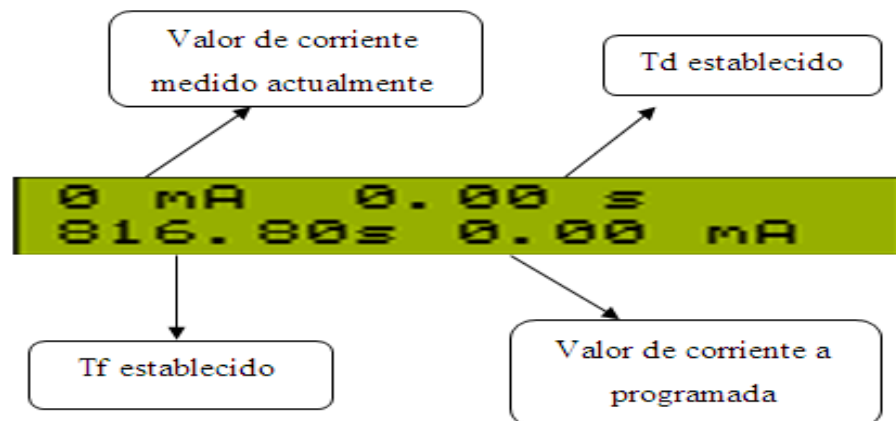 Valor de corriente
medido actualmente
Td establecido
0 mA 0.00 s
816.80s 0.00 mA
Tf establecido
Valor de corriente a
programada